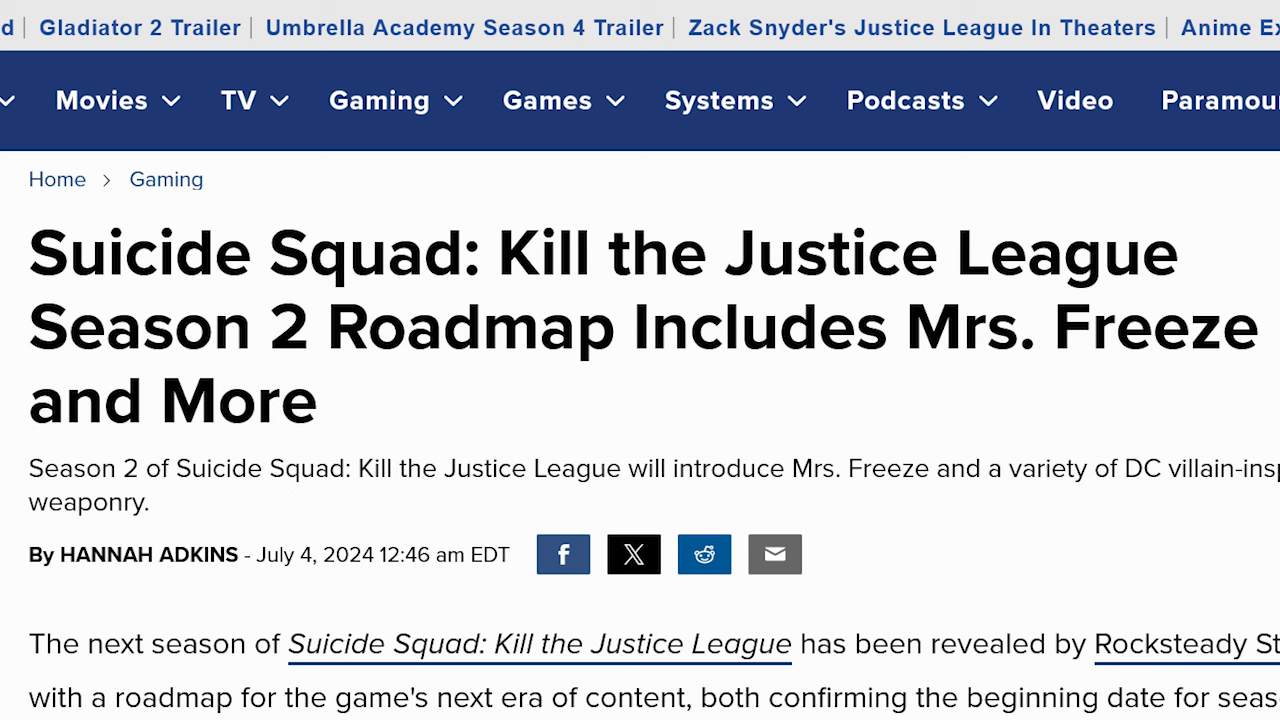 d | Gladiator 2 Trailer | Umbrella Academy Season 4 Trailer | Zack Snyder's Justice League In Theaters | Anime Ex
Movies TV Gaming Games Systems Podcasts Video Paramou
Home > Gaming
Suicide Squad: Kill the Justice League
Season 2 Roadmap Includes Mrs. Freeze
and More
Season 2 of Suicide Squad: Kill the Justice League will introduce Mrs. Freeze and a variety of DC villain-insp
weaponry.
By HANNAH ADKINS - July 4, 2024 12:46 am EDT
The next season of Suicide Squad: Kill the Justice League has been revealed by Rocksteady St
with a roadmap for the game's next era of content, both confirming the beginning date for seas